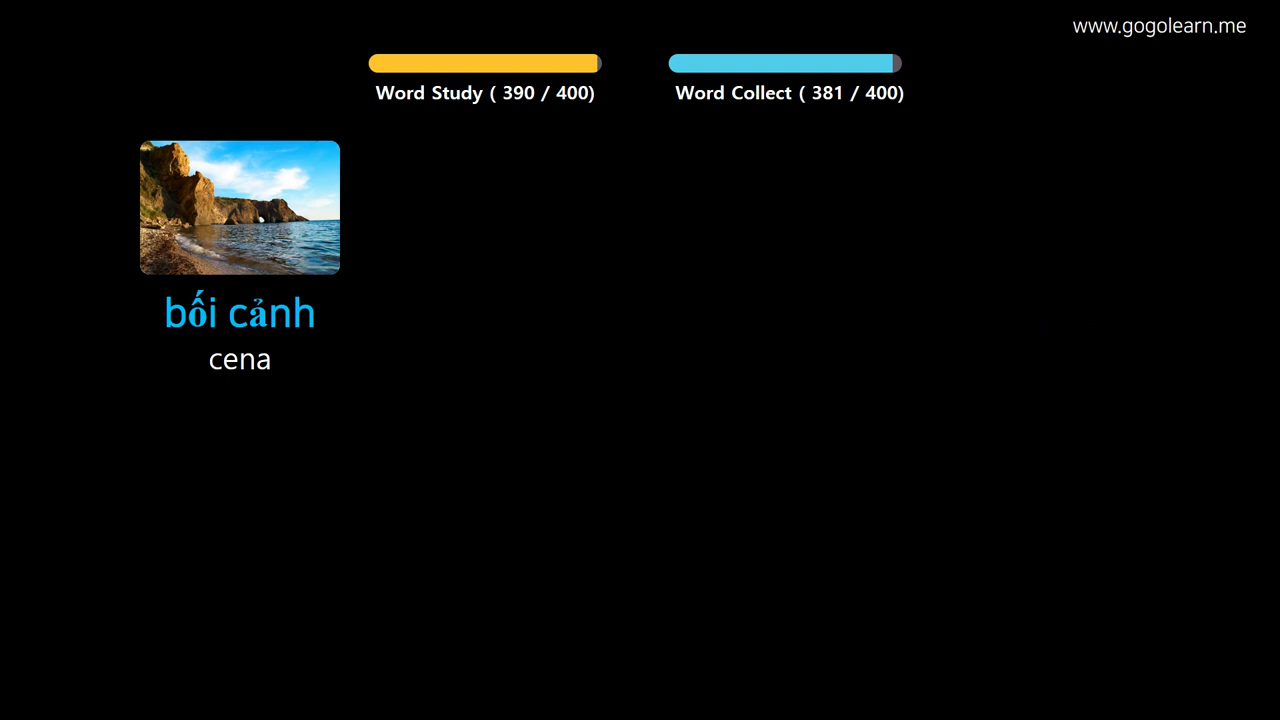 www.gogolearn.me
Word Study ( 390 / 400)
Word Collect ( 381 / 400)
bối cảnh
cena